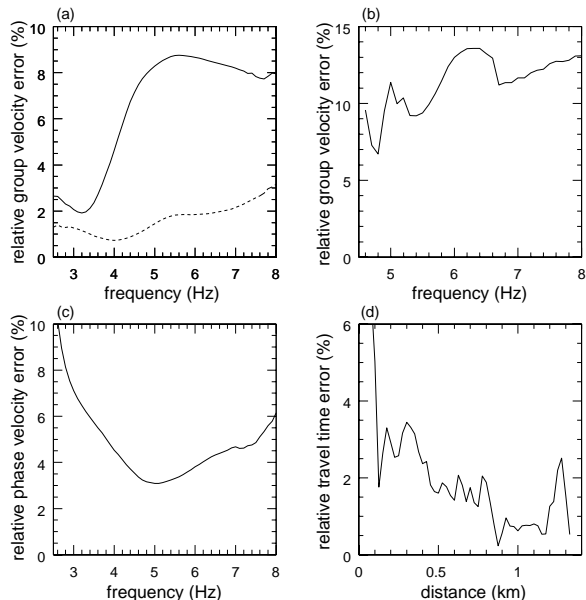 (a)
relative group velocity error (%)
10
8
6
4
2
0
3 4 5 6 7 8
frequency (Hz)
(b)
relative group velocity error (%)
15
10
5
0
5 6 7 8
frequency (Hz)
(c)
relative phase velocity error (%)
10
8
6
4
2
0
3 4 5 6 7 8
frequency (Hz)
(d)
relative travel time error (%)
6
4
2
0
0 0.5 1
distance (km)